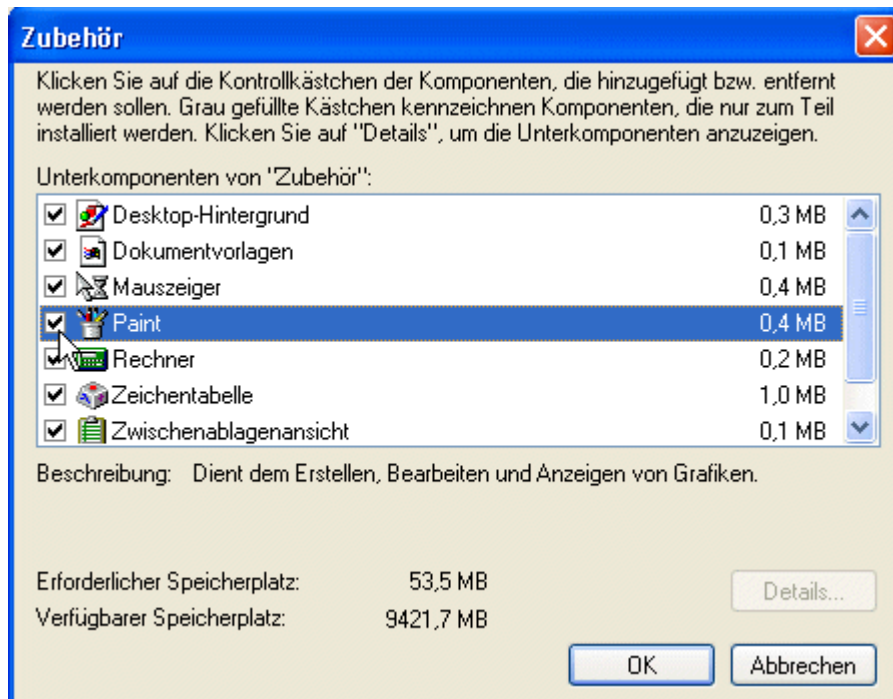 Zubehör
Klicken Sie auf die Kontrollkästchen der Komponenten, die hinzugefügt bzw. entfernt
werden sollen. Grau gefüllte Kästchen kennzeichnen Komponenten, die nur zum Teil
installiert werden. Klicken Sie auf "Details", um die Unterkomponenten anzuzeigen.
Unterkomponenten von "Zubehör":
Desktop-Hintergrund 0,3 MB
Dokumentvorlagen 0,1 MB
Mauszeiger 0,4 MB
Paint 0,4 MB
Rechner 0,2 MB
Zeichentabelle 1,0 MB
Zwischenablagenansicht 0,1 MB
Beschreibung: Dient dem Erstellen, Bearbeiten und Anzeigen von Grafiken.
Erforderlicher Speicherplatz: 53,5 MB
Details...
Verfügbarer Speicherplatz: 9421,7 MB
OK Abbrechen